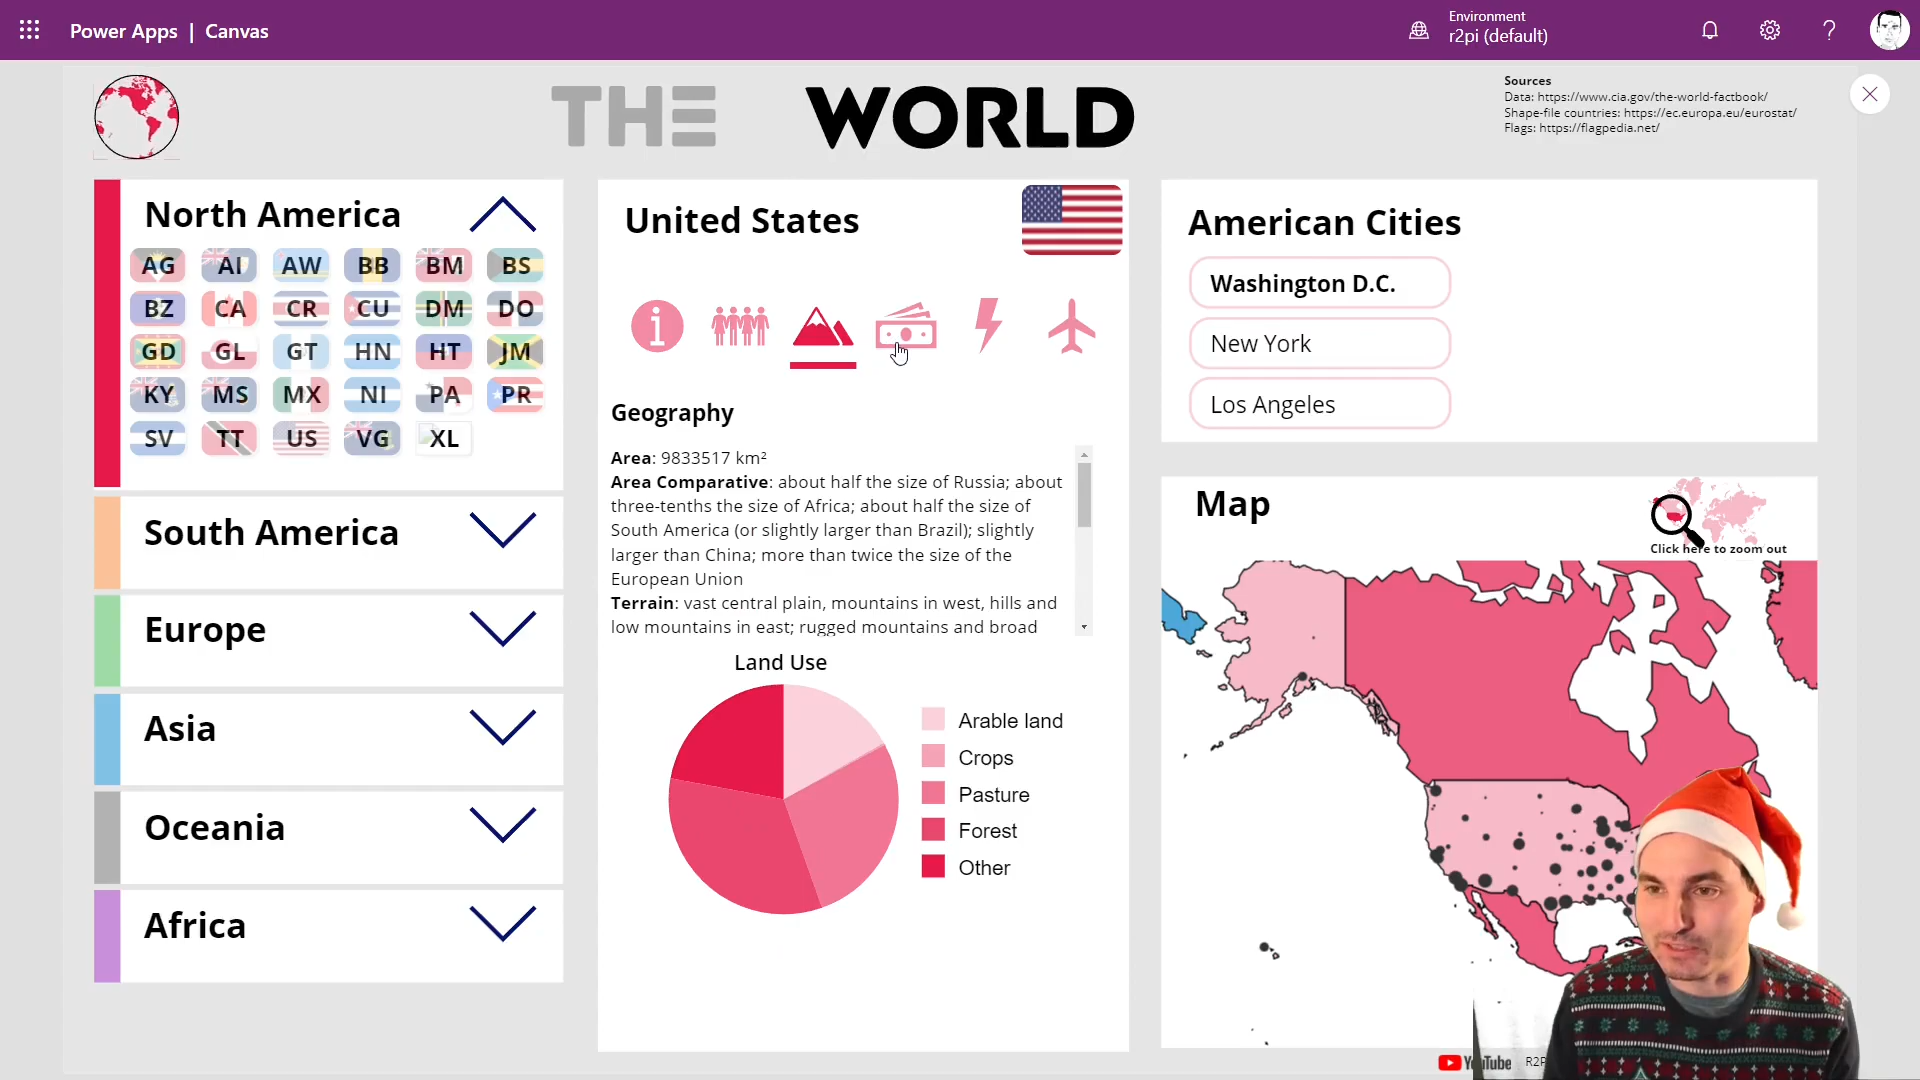 Power Apps | Canvas
Environment
r2pi (default)
THE WORLD
Sources
Data: https://www.cia.gov/the-world-factbook/
Shape-file countries: https://ec.europa.eu/eurostat/
Flags: https://flagpedia.net/
North America
AG AI AW BB BM BS
BZ CA CR CU DM DO
GD GL GT HN HT JM
KY MS MX NI PA PR
SV TT US VG XL
South America
Europe
Asia
Oceania
Africa
United States
Geography
Area: 9833517 km²
Area Comparative: about half the size of Russia; about
three-tenths the size of Africa; about half the size of
South America (or slightly larger than Brazil); slightly
larger than China; more than twice the size of the
European Union
Terrain: vast central plain, mountains in west, hills and
low mountains in east; rugged mountains and broad
Land Use
Arable land
Crops
Pasture
Forest
Other
American Cities
Washington D.C.
New York
Los Angeles
Map
Click here to zoom out
YouTube